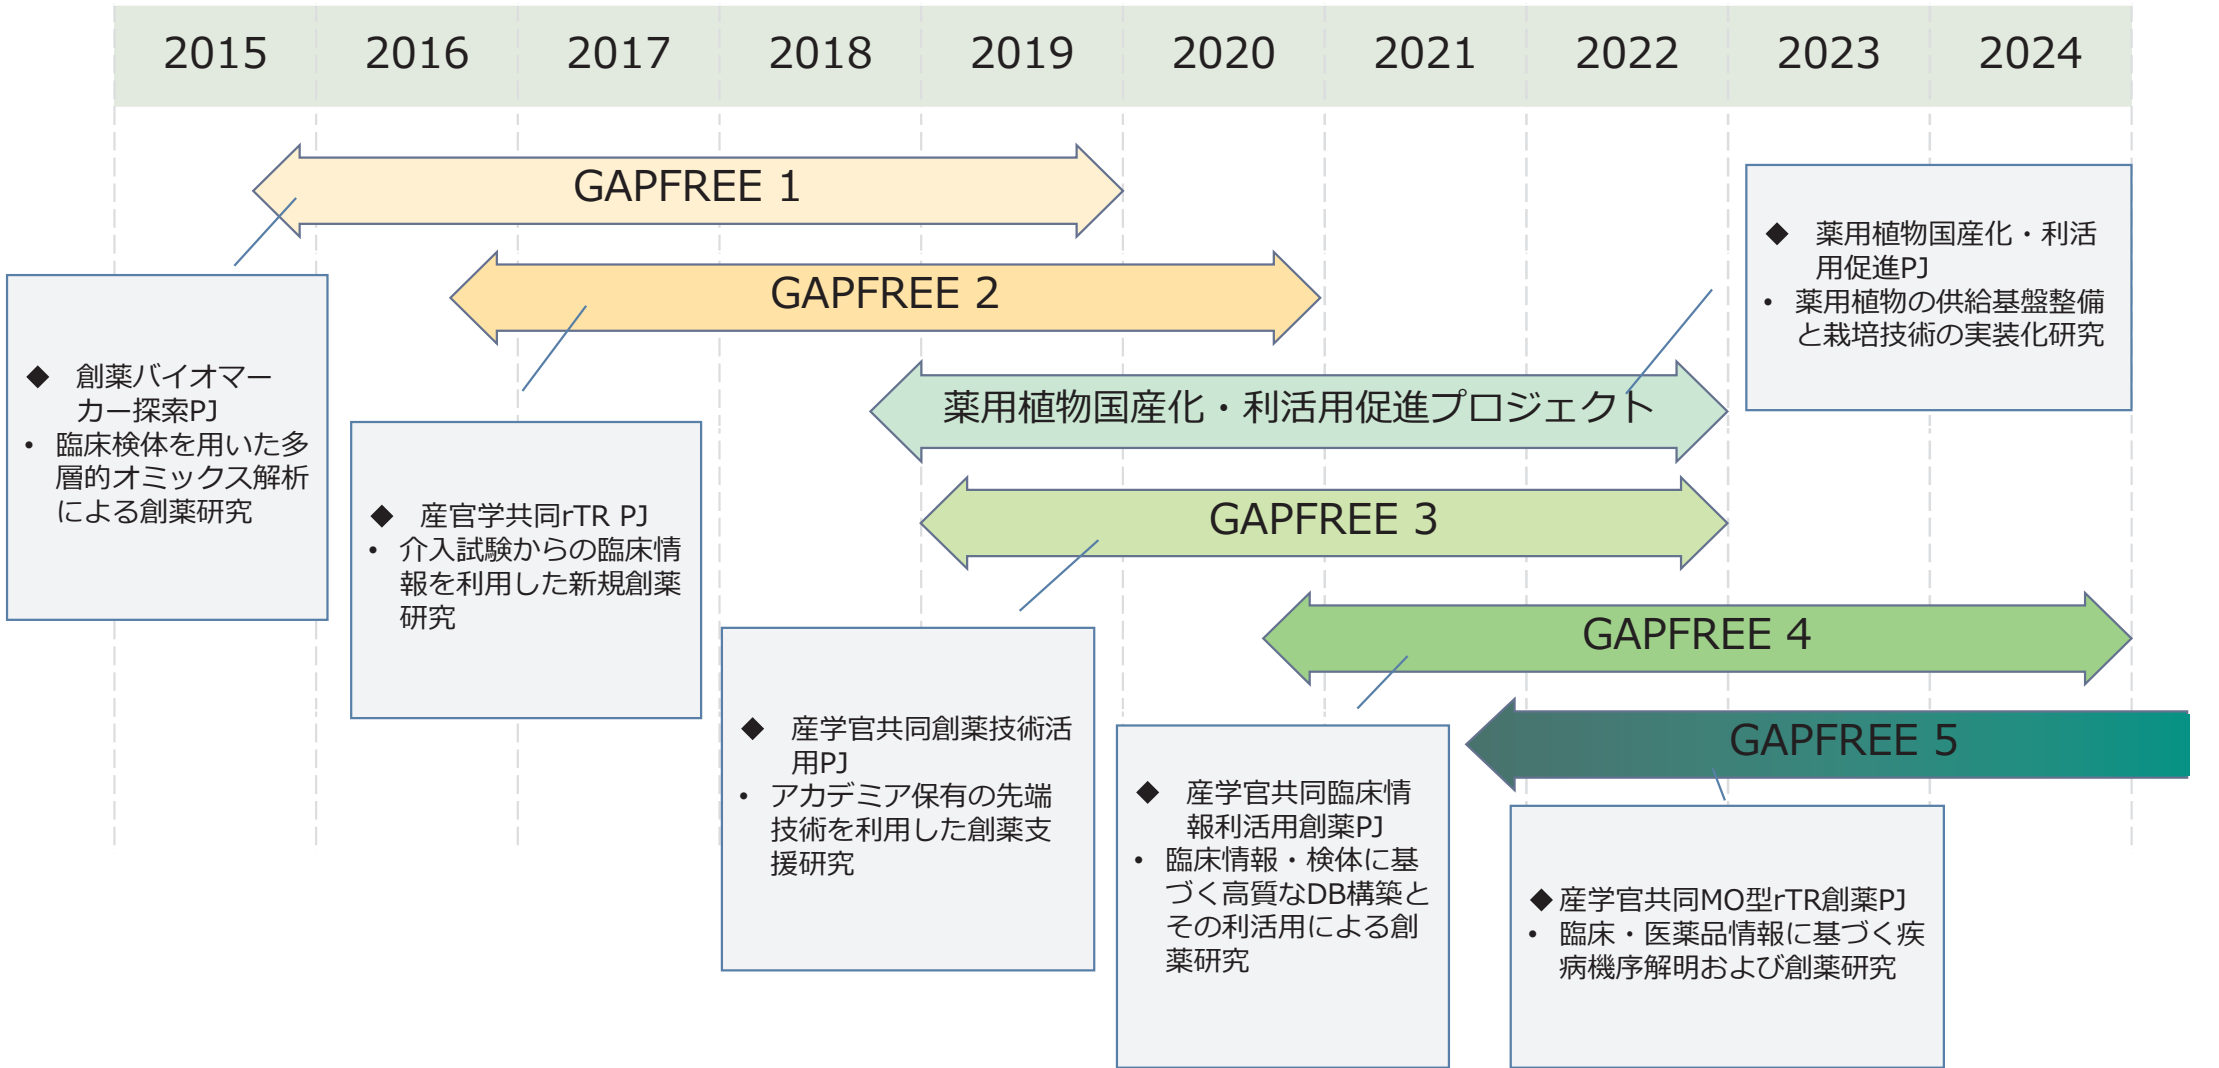 2015 2016 2017 2018 2019 2020 2021 2022 2023 2024
GAPFREE 1
GAPFREE 2
薬用植物国産化・利活用促進プロジェクト
GAPFREE 3
GAPFREE 4
GAPFREE 5
◆ 創薬バイオマー
カー探索PJ
• 臨床検体を用いた多
層的オミックス解析
による創薬研究
◆ 産官学共同rTR PJ
• 介入試験からの臨床情
報を利用した新規創薬
研究
◆ 産学官共同創薬技術活
用PJ
• アカデミア保有の先端
技術を利用した創薬支
援研究
◆ 産学官共同臨床情
報利活用創薬PJ
• 臨床情報・検体に基
づく高質なDB構築と
その利活用による創
薬研究
◆産学官共同MO型rTR創薬PJ
• 臨床・医薬品情報に基づく疾
病機序解明および創薬研究
◆ 薬用植物国産化・利活
用促進PJ
• 薬用植物の供給基盤整備
と栽培技術の実装化研究